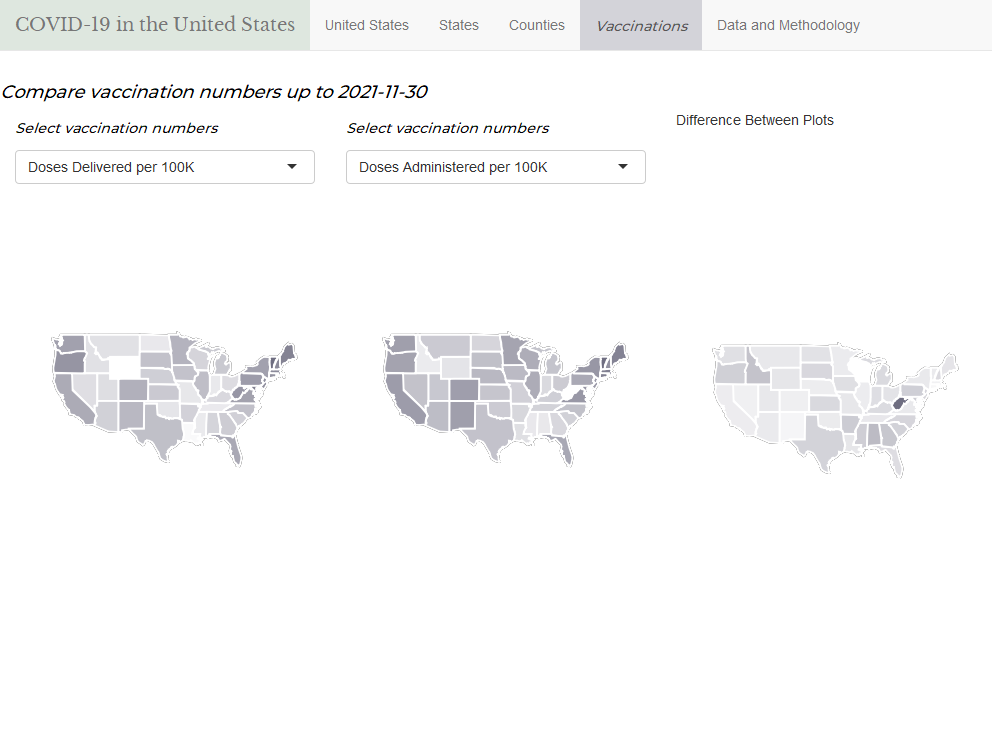 COVID-19 in the United States
United States
States
Counties
Vaccinations
Data and Methodology
Compare vaccination numbers up to 2021-11-30
Select vaccination numbers
Doses Delivered per 100K
Select vaccination numbers
Doses Administered per 100K
Difference Between Plots